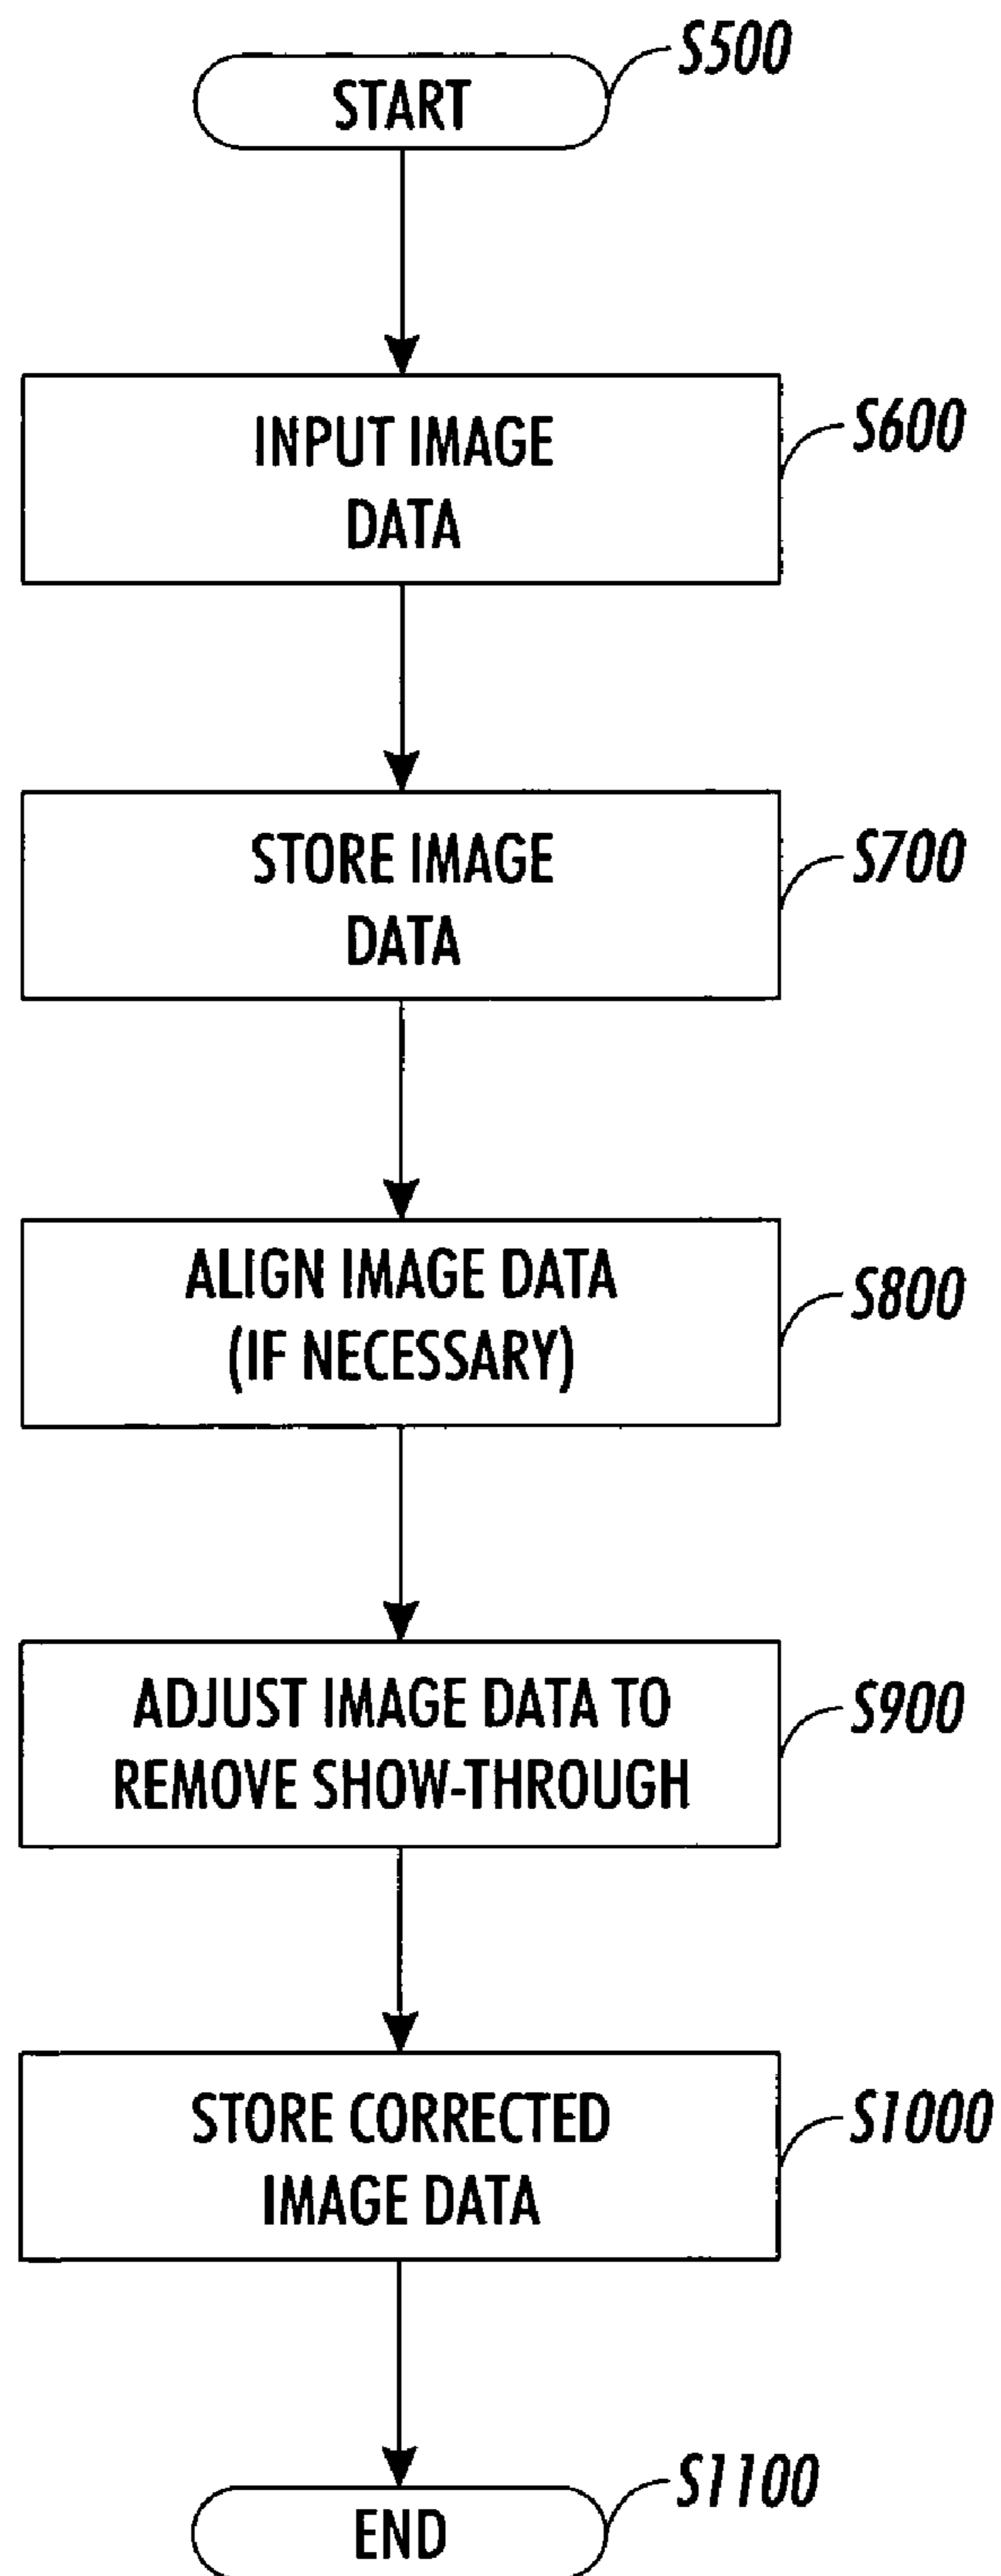 START
S500
INPUT IMAGE
DATA
S600
STORE IMAGE
DATA
S700
ALIGN IMAGE DATA
(IF NECESSARY)
S800
ADJUST IMAGE DATA TO
REMOVE SHOW-THROUGH
S900
STORE CORRECTED
IMAGE DATA
S1000
END
S1100